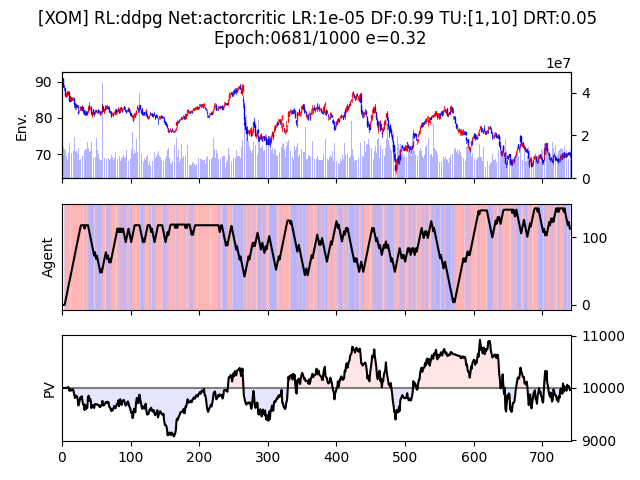 [XOM] RL:ddpg Net:actorcritic LR:1e-05 DF:0.99 TU:[1,10] DRT:0.05
Epoch:0681/1000 e=0.32
1e7
90
80
70
Env.
4
2
0
Agent
100
0
PV
11000
10000
9000
0 100 200 300 400 500 600 700